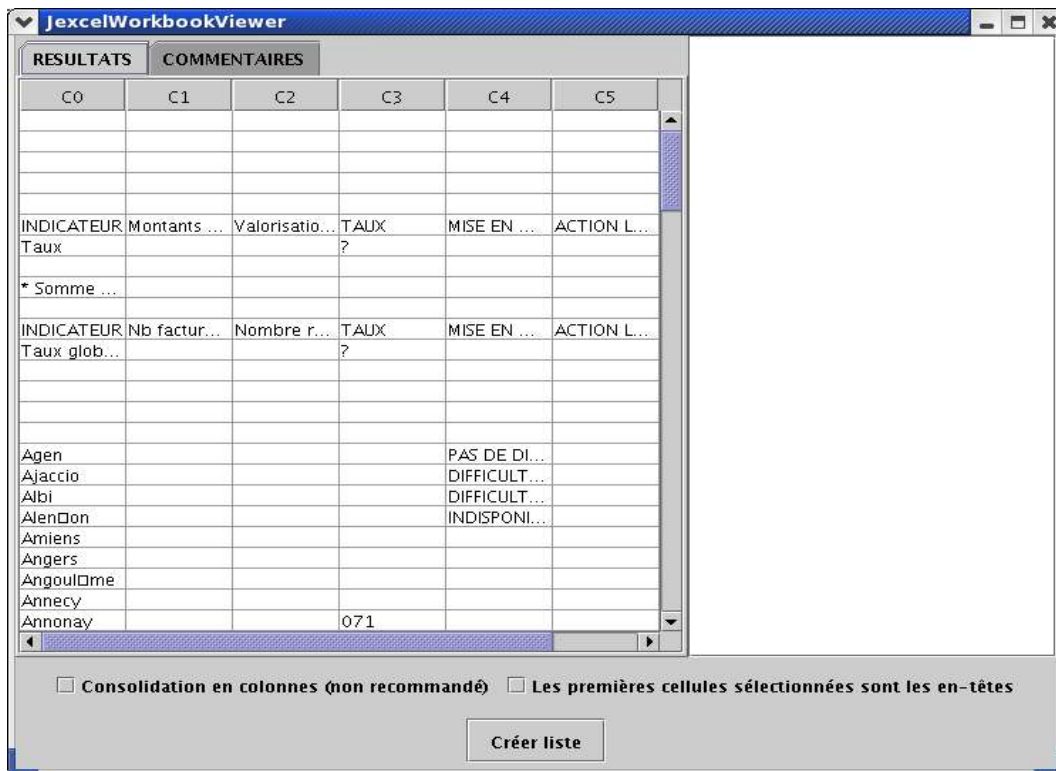 JexcelWorkbookViewer
RESULTATS COMMENTAIRES
C0 C1 C2 C3 C4 C5
INDICATEUR Montants ... Valorisatio... TAUX MISE EN ... ACTION L...
Taux ?
* Somme ...
INDICATEUR Nb factur... Nombre r... TAUX MISE EN ... ACTION L...
Taux glob... ?
Agen PAS DE DI...
Ajaccio DIFFICULT...
Albi DIFFICULT...
Alen□on INDISPONI...
Amiens
Angers
Angoul□me
Annecy
Annonay 071
Consolidation en colonnes (non recommandé) Les premières cellules sélectionnées sont les en-têtes
Créer liste